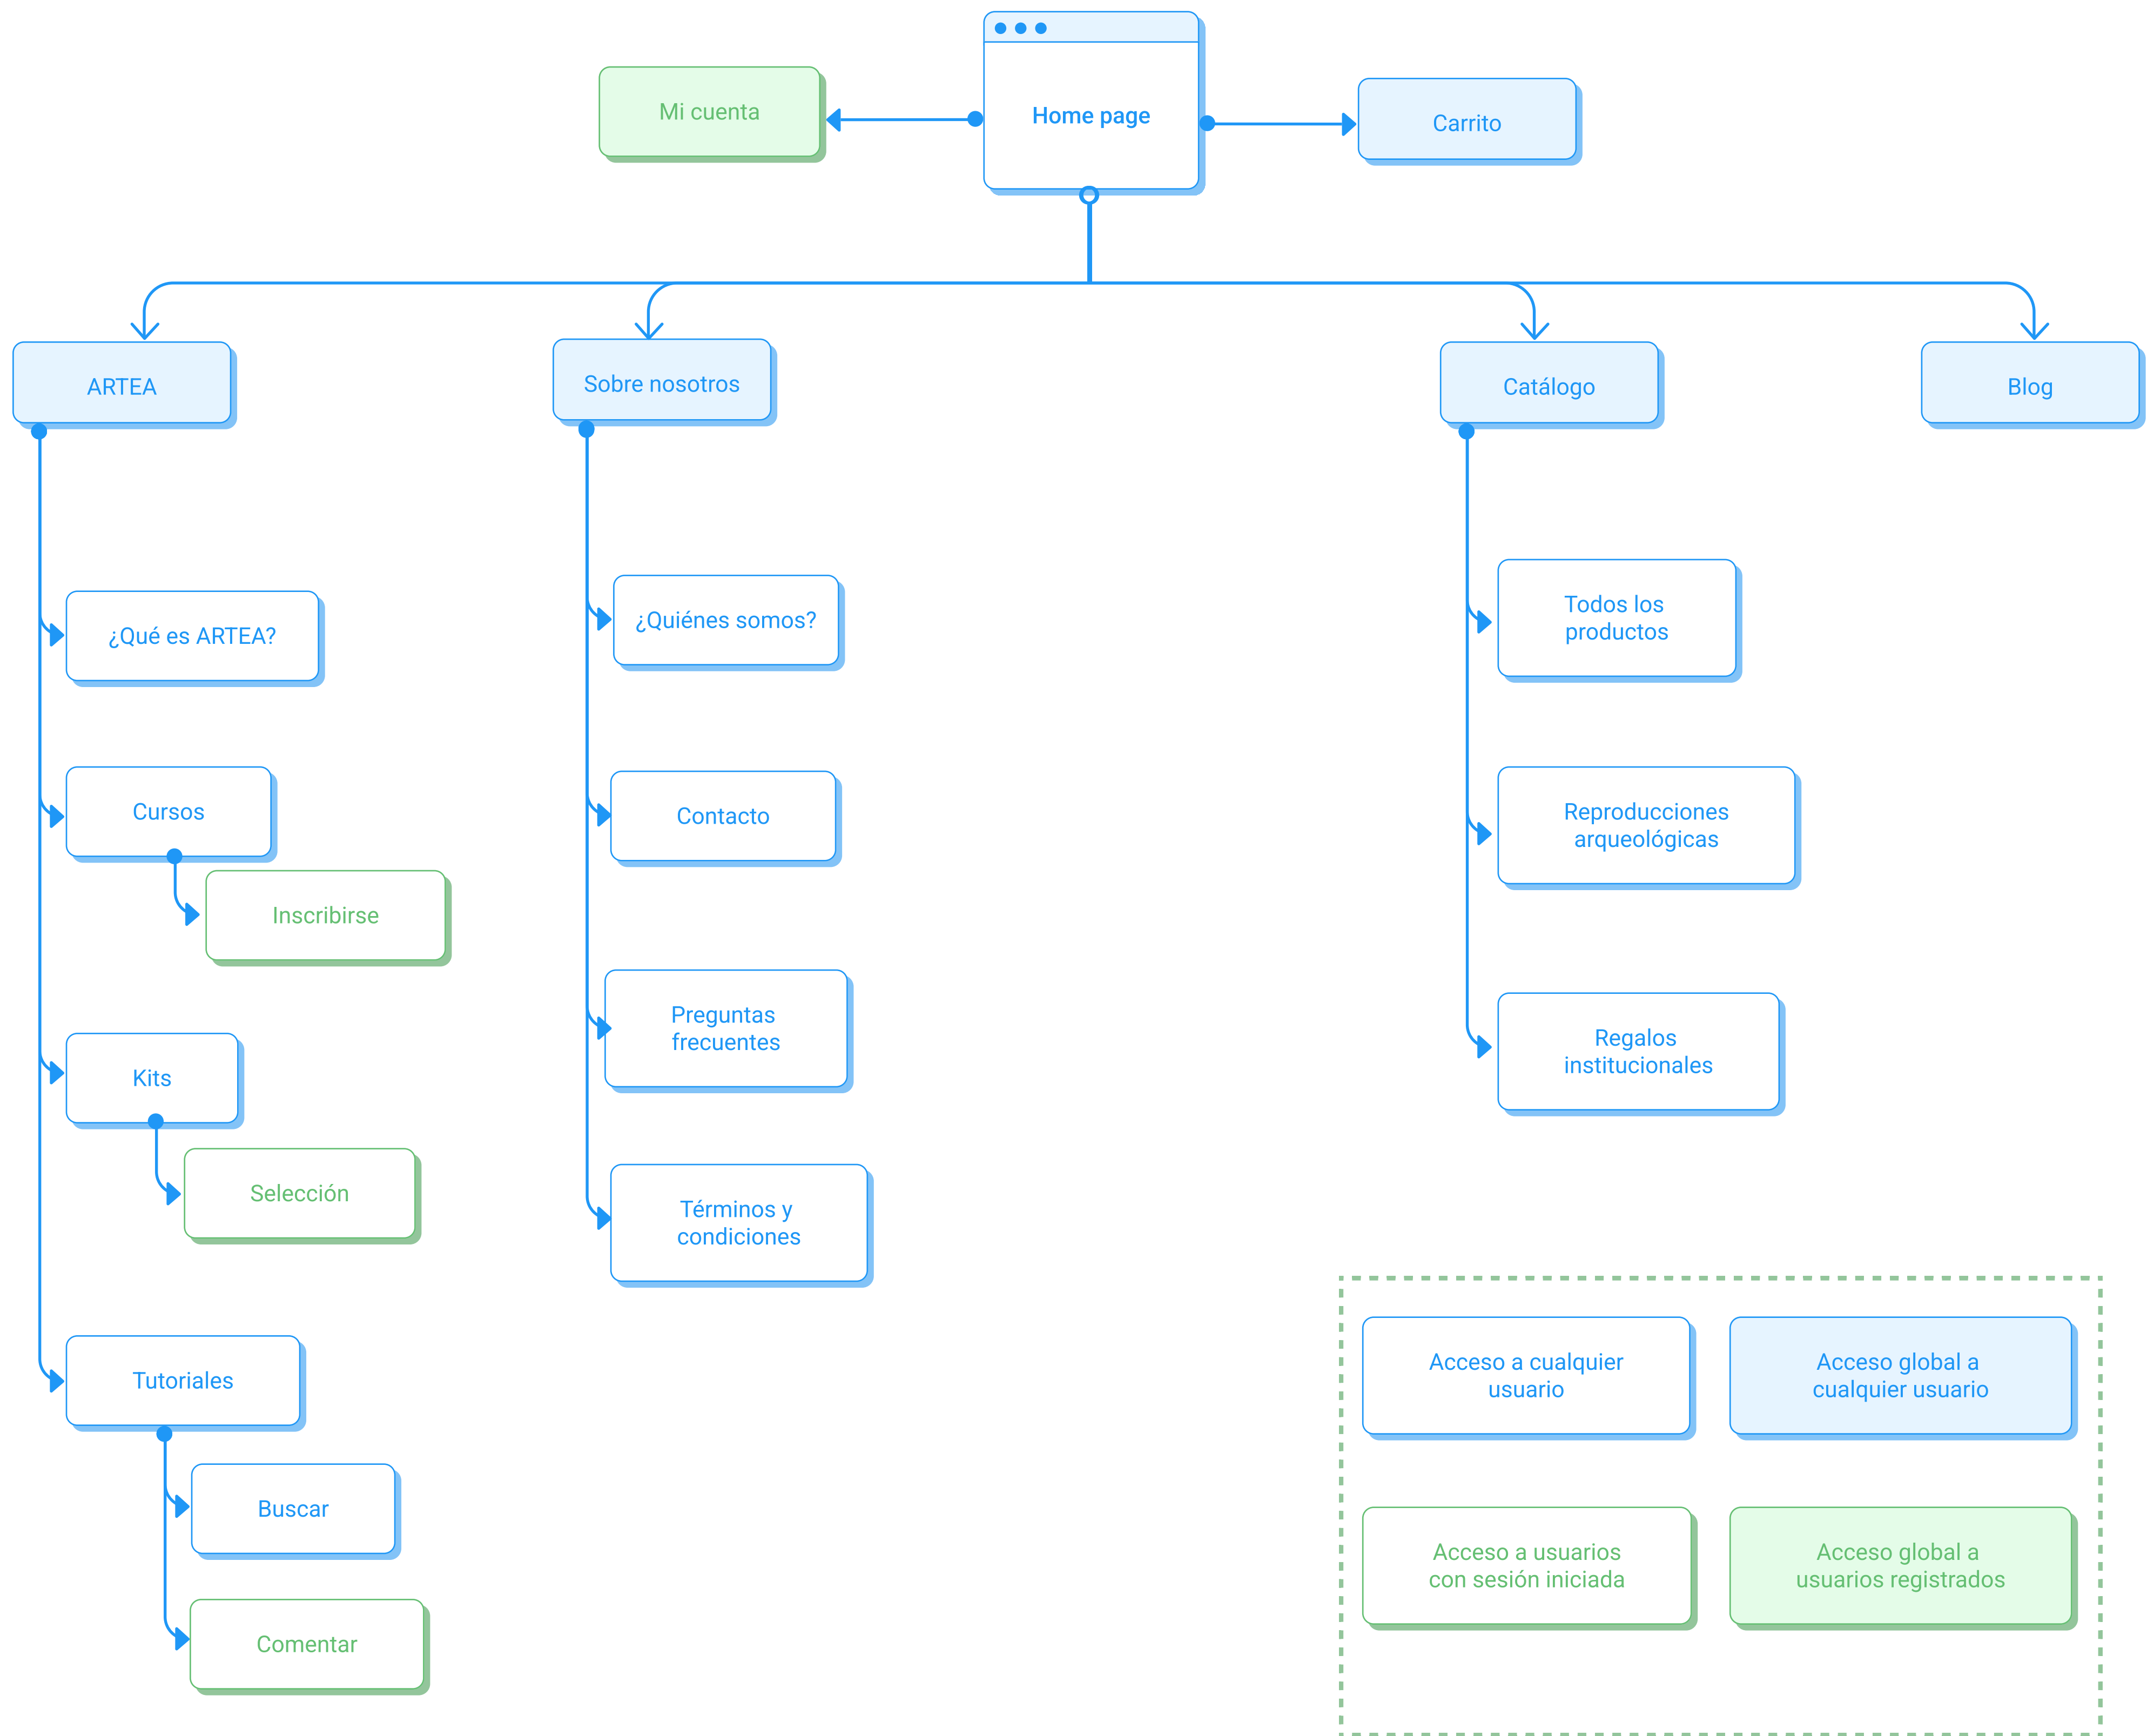 Mi cuenta
Home page
Carrito
ARTEA
Sobre nosotros
Catálogo
Blog
¿Qué es ARTEA?
Cursos
Inscribirse
Kits
Selección
Tutoriales
Buscar
Comentar
¿Quiénes somos?
Contacto
Preguntas
frecuentes
Términos y
condiciones
Todos los
productos
Reproducciones
arqueológicas
Regalos
institucionales
Acceso a cualquier
usuario
Acceso global a
cualquier usuario
Acceso a usuarios
con sesión iniciada
Acceso global a
usuarios registrados